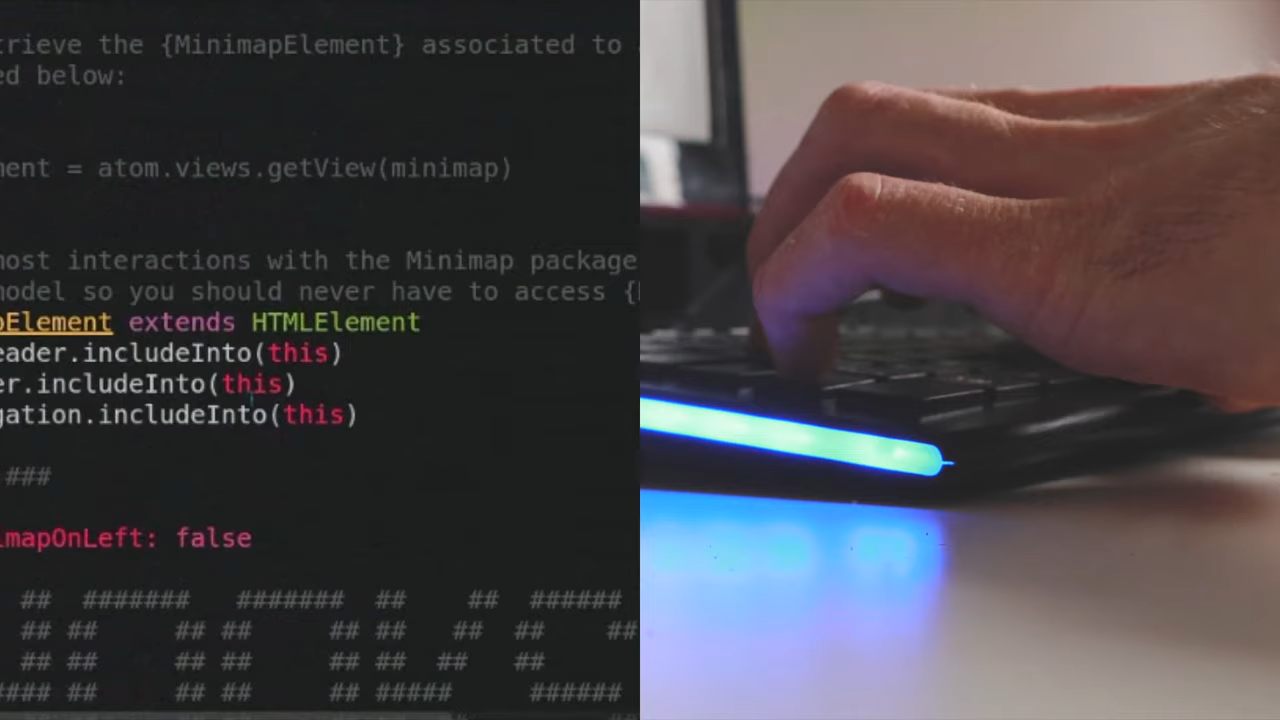 trieve the {MinimapElement} associated to
ed below:
ment = atom.views.getView(minimap)
most interactions with the Minimap package
model so you should never have to access {
oElement extends HTMLElement
eader.includeInto(this)
er.includeInto(this)
gation.includeInto(this)
###
imapOnLeft: false
## ####### ####### ## ## ######
## ## ## ## ## ## ## ## ##
## ## ## ## ## ## ## ##
#### ## ## ## ## ##### ######